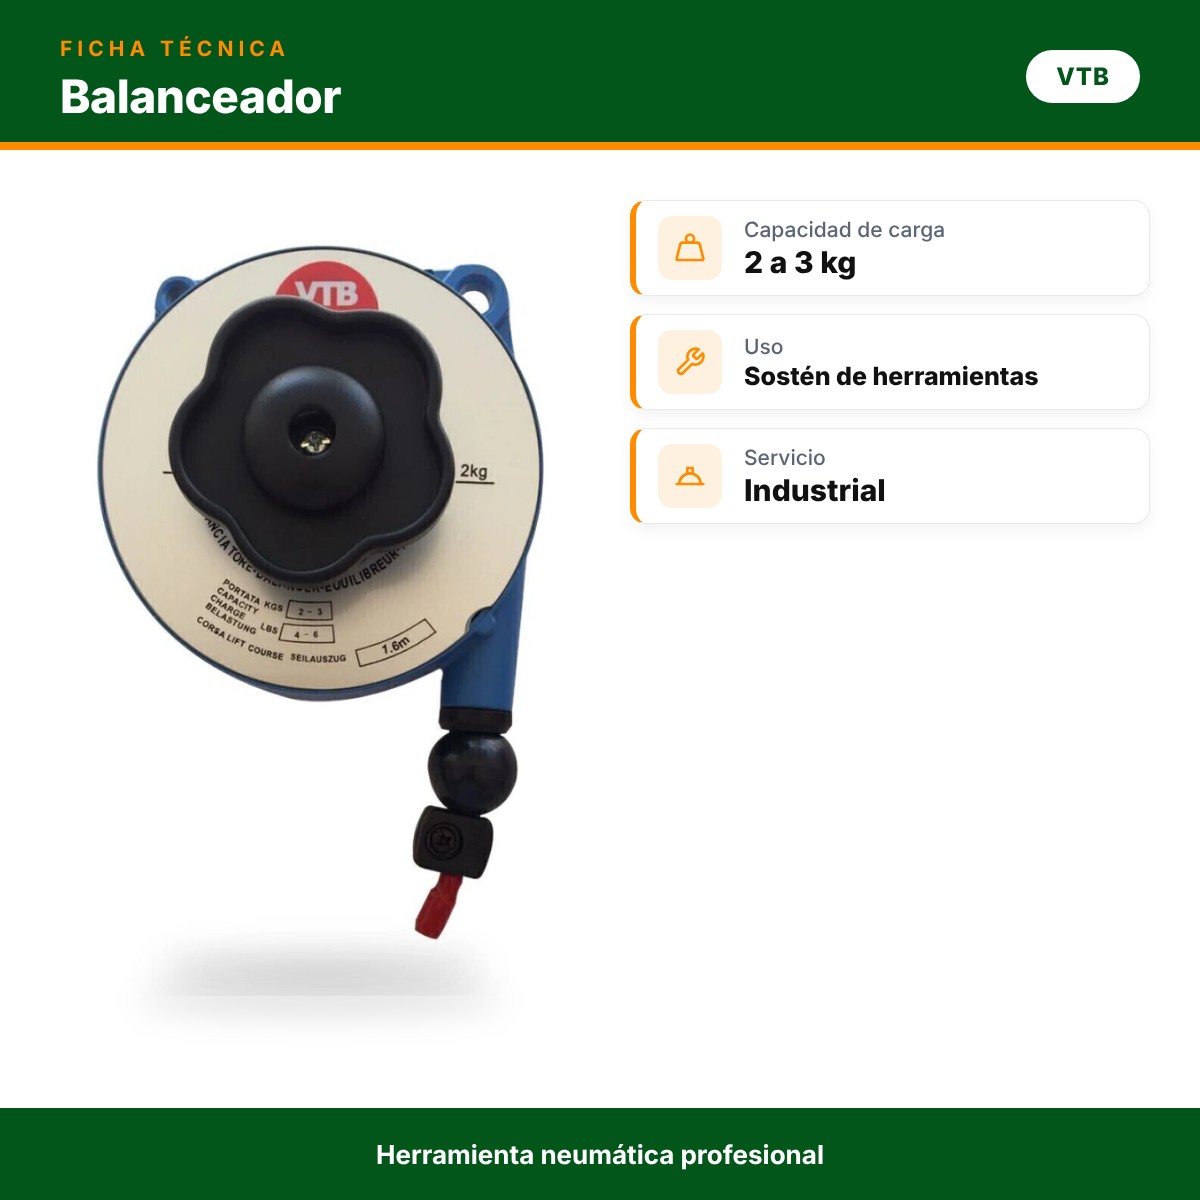 FICHA TÉCNICA
Balanceador
VTB
Capacidad de carga
2 a 3 kg
Uso
Sostén de herramientas
Servicio
Industrial
VTB
2kg
PORTATA KGS 2 - 3
CAPACITY
CHARGE LBS 4 - 6
BELASTUNG
CORSA LIFT COURSE SEILAUSZUG 1.6m
Herramienta neumática profesional